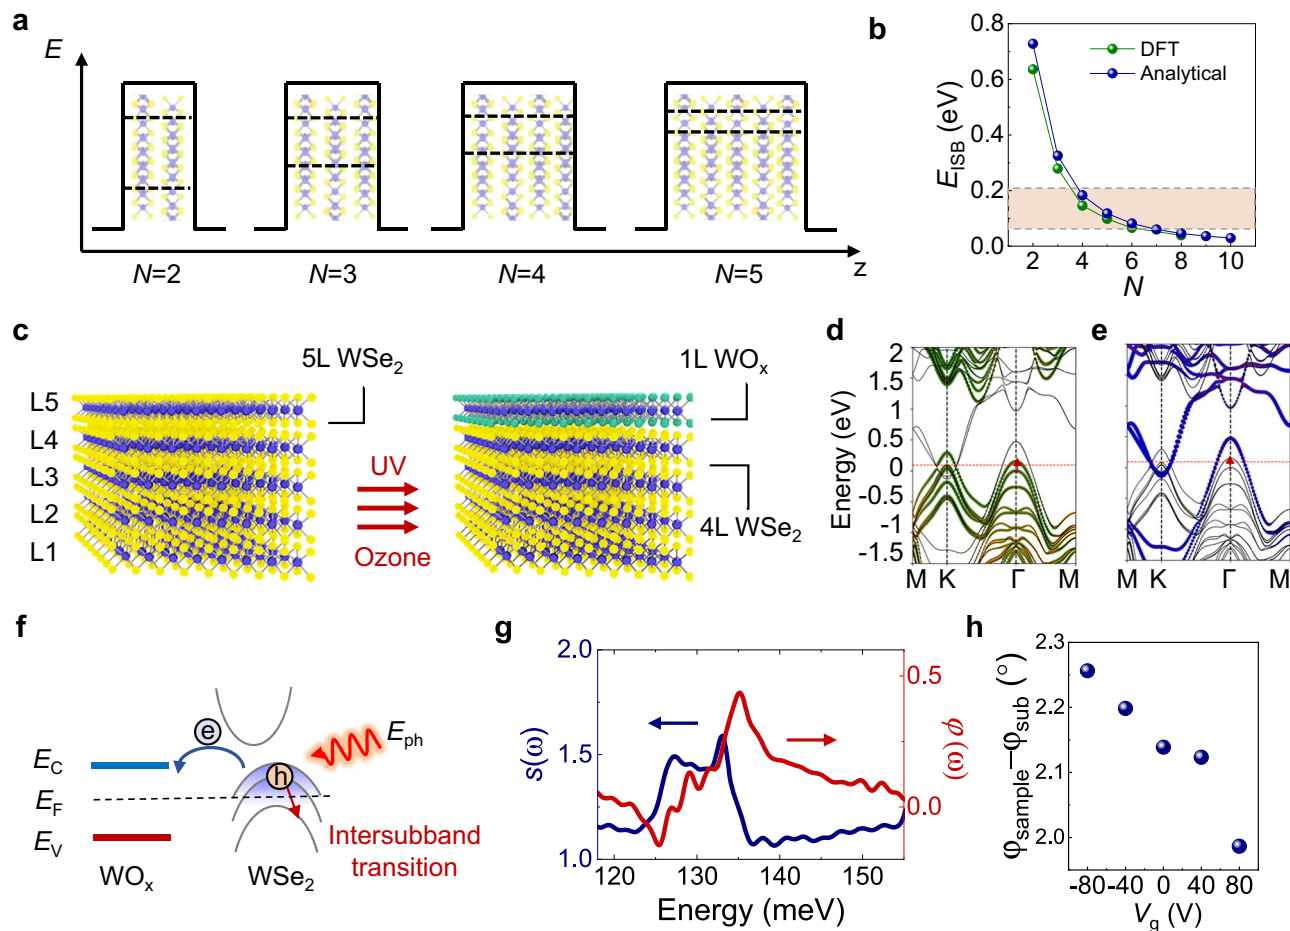 a
E
N=2
N=3
N=4
N=5
z
b
E_ISB (eV)
0.8
0.6
0.4
0.2
0.0
DFT
Analytical
2 4 6 8 10
N
c
5L WSe₂
1L WOₓ
L5
L4
L3
L2
L1
UV
Ozone
4L WSe₂
d
Energy (eV)
2
1.5
1
0.5
0
-0.5
-1
-1.5
M K Γ M
e
M K Γ M
f
e
E_ph
E_C
h
E_F
E_V
Intersubband
transition
WOₓ
WSe₂
g
s(ω)
2.0
1.5
1.0
0.5
0.0
φ(ω)
120 130 140 150
Energy (meV)
h
φ_sample–φ_sub (°)
2.3
2.2
2.1
2.0
-80 -40 0 40 80
V_g (V)